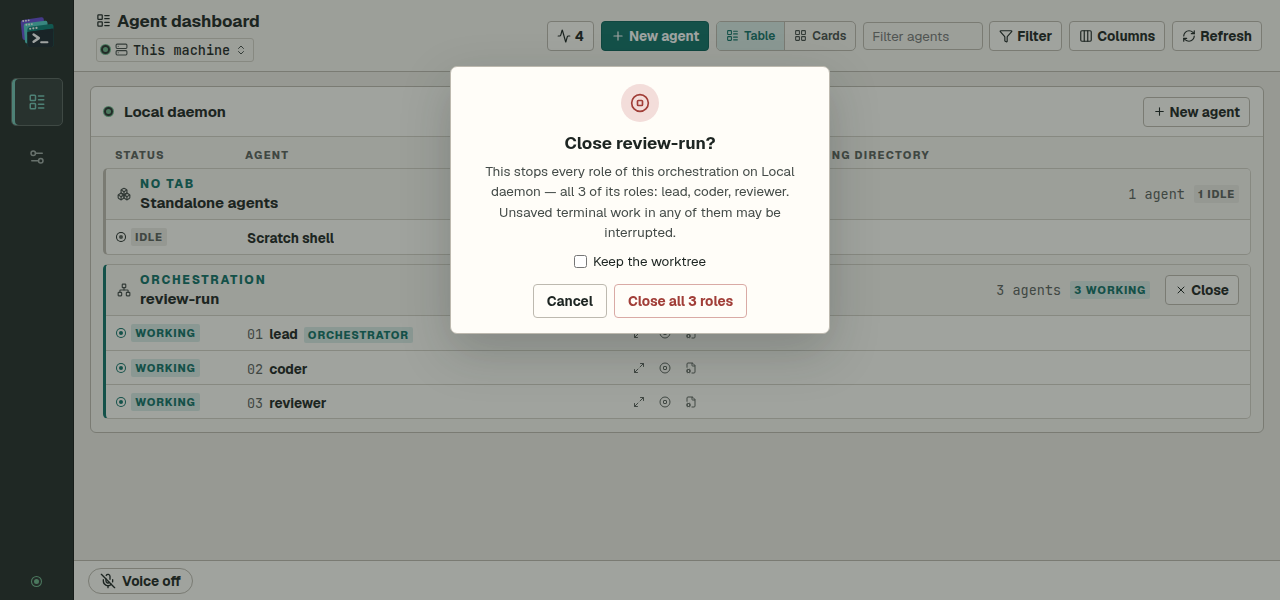 Agent dashboard
This machine
4
New agent
Table
Cards
Filter agents
Filter
Columns
Refresh
Local daemon
New agent
STATUS
AGENT
NG DIRECTORY
NO TAB
Standalone agents
1 agent
1 IDLE
IDLE
Scratch shell
ORCHESTRATION
review-run
3 agents
3 WORKING
Close
WORKING
01 lead
ORCHESTRATOR
WORKING
02 coder
WORKING
03 reviewer
Close review-run?
This stops every role of this orchestration on Local
daemon — all 3 of its roles: lead, coder, reviewer.
Unsaved terminal work in any of them may be
interrupted.
Keep the worktree
Cancel
Close all 3 roles
Voice off